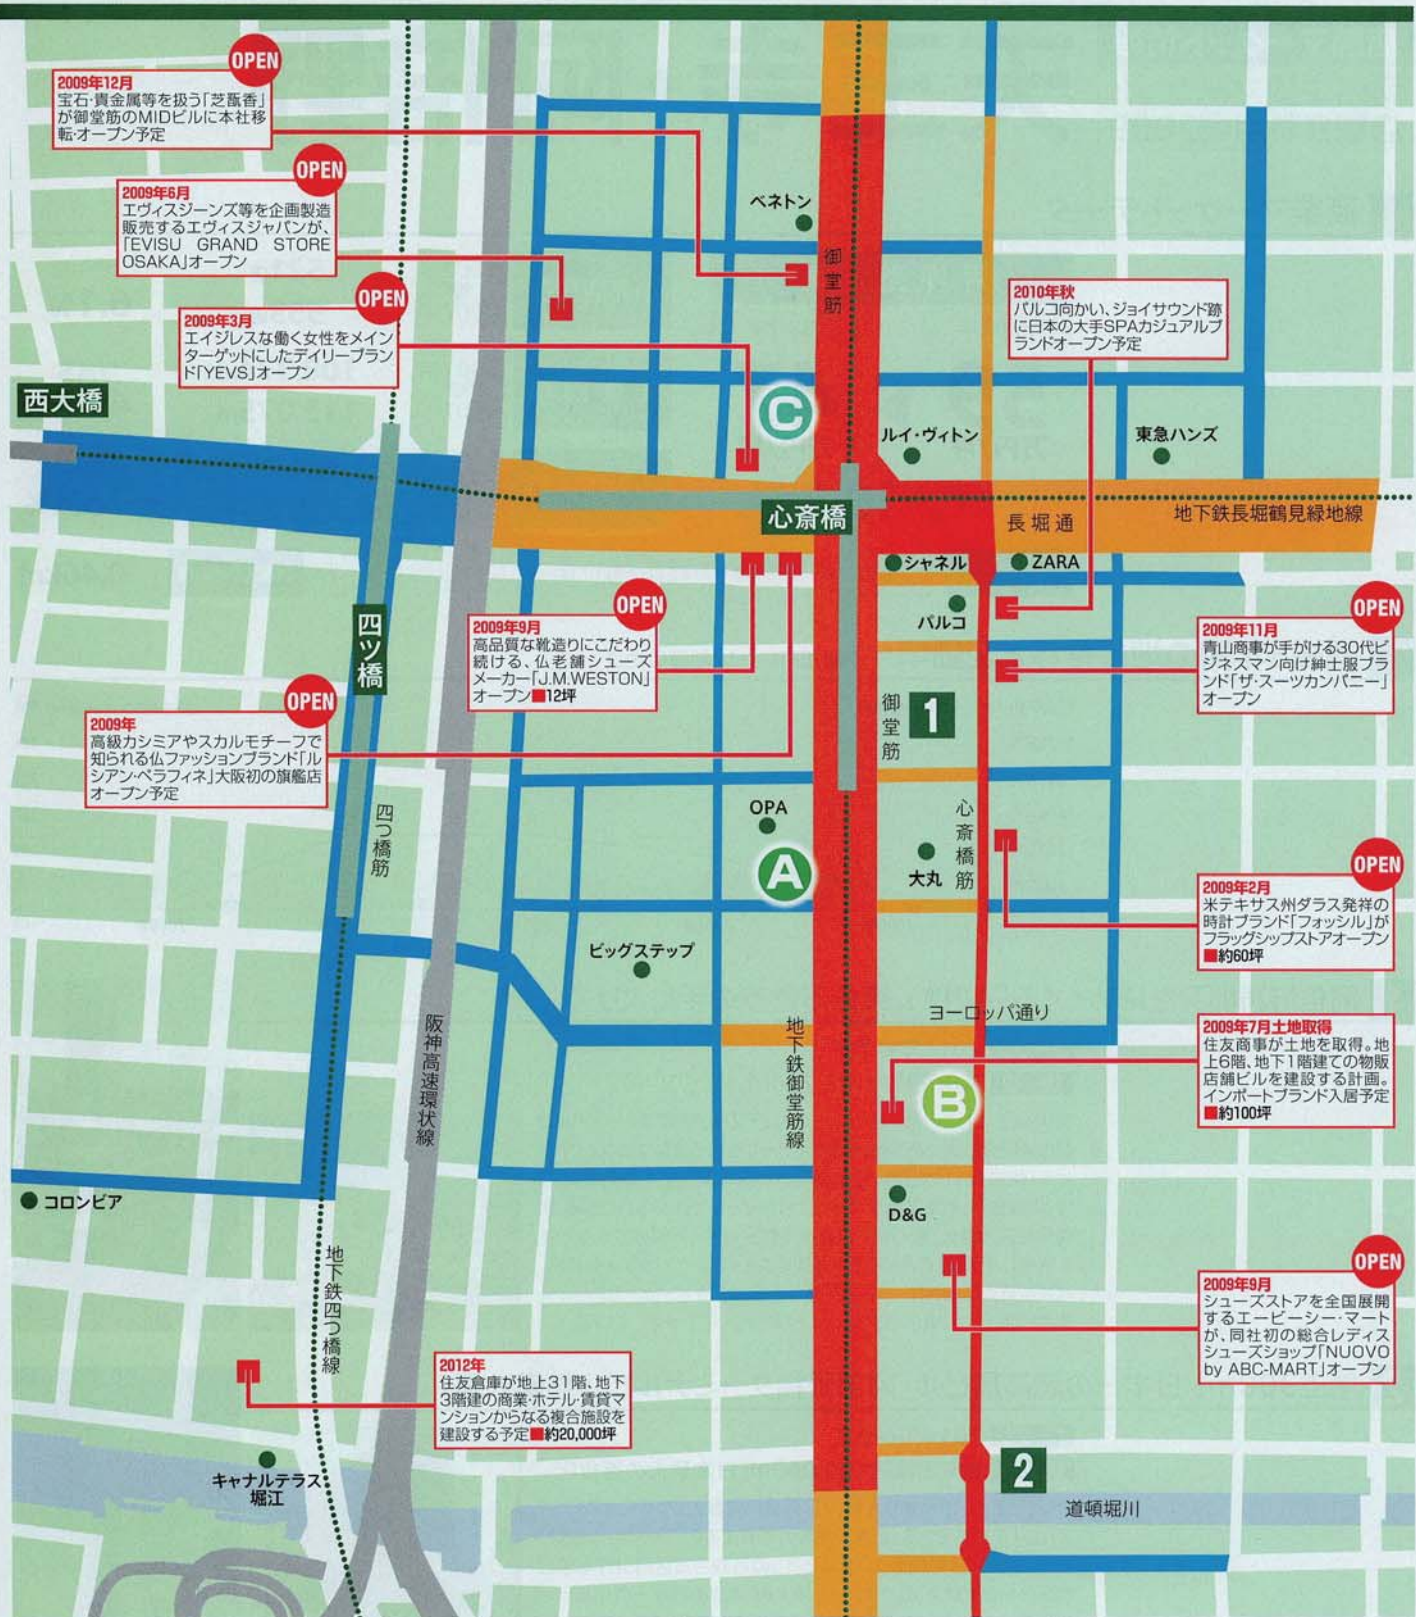 OPEN
2009年12月
宝石・貴金属等を扱う「芝翫香」
が御堂筋のMIDビルに本社移
転・オープン予定
OPEN
2009年6月
エヴィスジーンズ等を企画製造
販売するエヴィスジャパンが、
「EVISU GRAND STORE
OSAKA」オープン
OPEN
2009年3月
エイジレスな働く女性をメイン
ターゲットにしたデイリーブラン
ド「YEVS」オープン
ベネトン
御堂筋
2010年秋
パルコ向かい、ジョイサウンド跡
に日本の大手SPAカジュアルブ
ランドオープン予定
西大橋
C
ルイ・ヴィトン
東急ハンズ
心斎橋
長堀通
地下鉄長堀鶴見緑地線
シャネル
ZARA
パルコ
四ツ橋
OPEN
2009年9月
高品質な靴造りにこだわり
続ける、仏老舗シューズ
メーカー「J.M.WESTON」
オープン■12坪
OPEN
2009年11月
青山商事が手がける30代ビ
ジネスマン向け紳士服ブラ
ンド「ザ・スーツカンパニー」
オープン
OPEN
2009年
高級カシミアやスカルモチーフで
知られる仏ファッションブランド「ル
シアン・ペラフィネ」大阪初の旗艦店
オープン予定
御堂筋
1
四つ橋筋
OPA
A
心斎橋筋
大丸
OPEN
2009年2月
米テキサス州ダラス発祥の
時計ブランド「フォッシル」が
フラッグシップストアオープン
■約60坪
ビッグステップ
ヨーロッパ通り
阪神高速環状線
地下鉄御堂筋線
2009年7月土地取得
住友商事が土地を取得。地
上6階、地下1階建ての物販
店舗ビルを建設する計画。
インポートブランド入居予定
■約100坪
B
コロンビア
D&G
地下鉄四つ橋線
OPEN
2009年9月
シューズストアを全国展開
するエービーシー・マート
が、同社初の総合レディス
シューズショップ「NUOVO
by ABC-MART」オープン
2012年
住友倉庫が地上31階、地下
3階建の商業・ホテル・賃貸マ
ンションからなる複合施設を
建設する予定■約20,000坪
キャナルテラス
堀江
2
道頓堀川